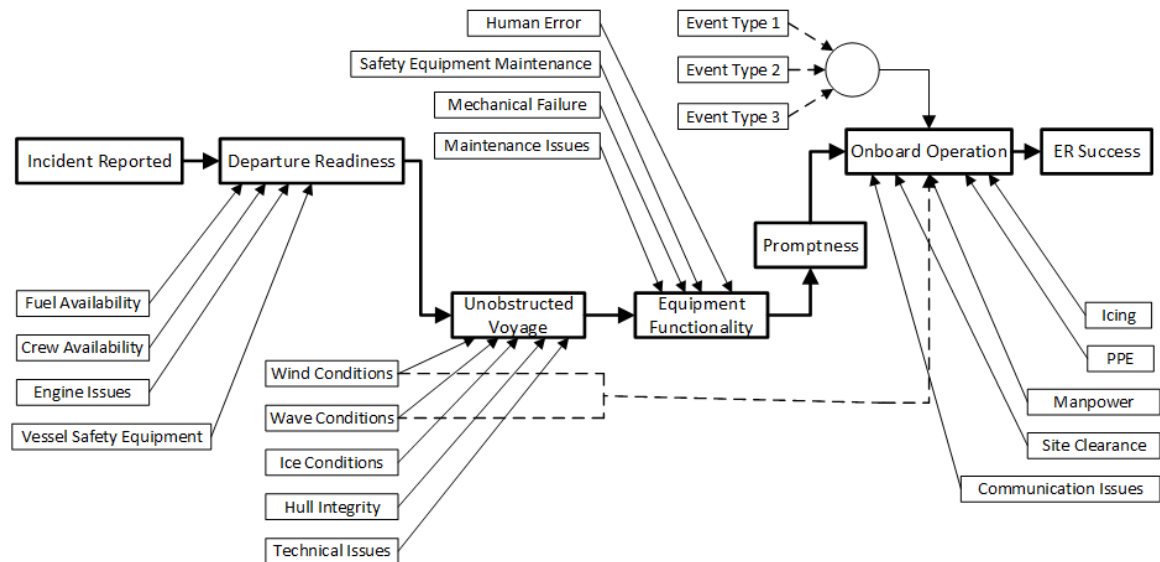 Human Error
Safety Equipment Maintenance
Mechanical Failure
Maintenance Issues
Event Type 1
Event Type 2
Event Type 3
Incident Reported
Departure Readiness
Onboard Operation
ER Success
Promptness
Unobstructed
Voyage
Equipment
Functionality
Fuel Availability
Crew Availability
Engine Issues
Vessel Safety Equipment
Wind Conditions
Wave Conditions
Ice Conditions
Hull Integrity
Technical Issues
Icing
PPE
Manpower
Site Clearance
Communication Issues